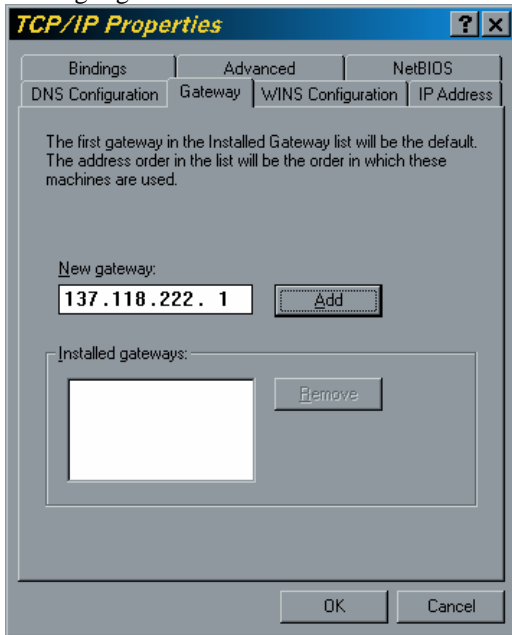 TCP/IP Properties
? ×
Bindings Advanced NetBIOS
DNS Configuration Gateway WINS Configuration IP Address
The first gateway in the Installed Gateway list will be the default.
The address order in the list will be the order in which these
machines are used.
New gateway:
137.118.222. 1 Add
Installed gateways:
Remove
OK Cancel